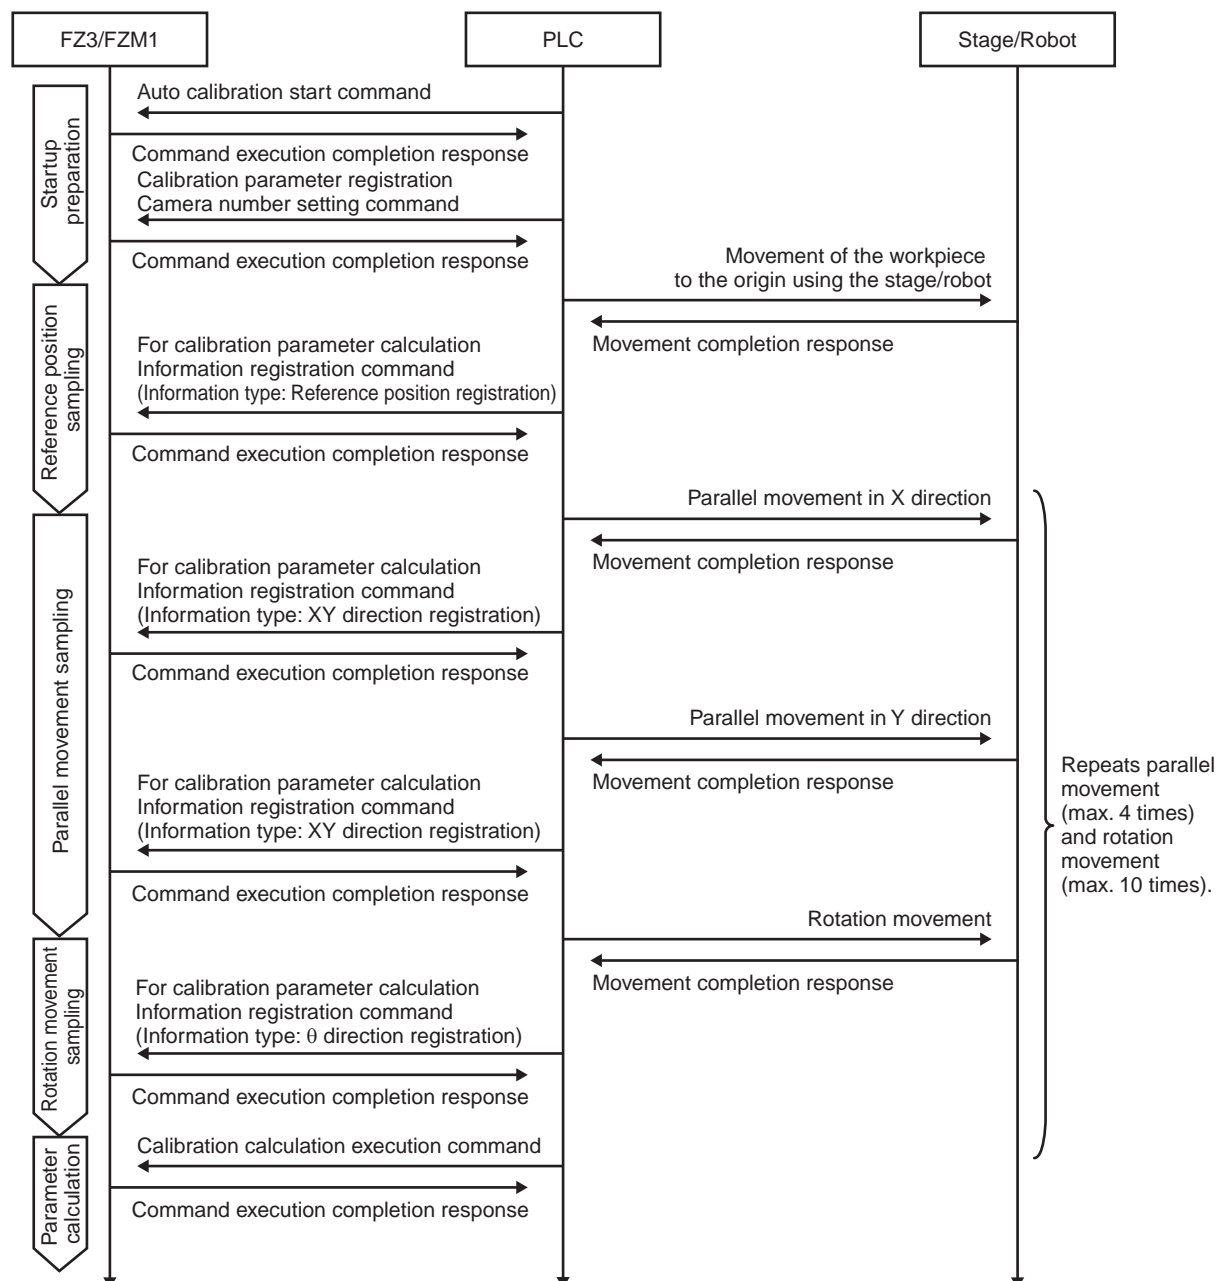 FZ3/FZM1
PLC
Stage/Robot
Startup
preparation
Auto calibration start command
Command execution completion response
Calibration parameter registration
Camera number setting command
Command execution completion response
Movement of the workpiece
to the origin using the stage/robot
Reference position
sampling
Movement completion response
For calibration parameter calculation
Information registration command
(Information type: Reference position registration)
Command execution completion response
Parallel movement sampling
Parallel movement in X direction
Movement completion response
For calibration parameter calculation
Information registration command
(Information type: XY direction registration)
Command execution completion response
Parallel movement in Y direction
Movement completion response
For calibration parameter calculation
Information registration command
(Information type: XY direction registration)
Command execution completion response
Repeats parallel
movement
(max. 4 times)
and rotation
movement
(max. 10 times).
Rotation movement
Movement completion response
Rotation movement
sampling
For calibration parameter calculation
Information registration command
(Information type: θ direction registration)
Command execution completion response
Parameter
calculation
Calibration calculation execution command
Command execution completion response